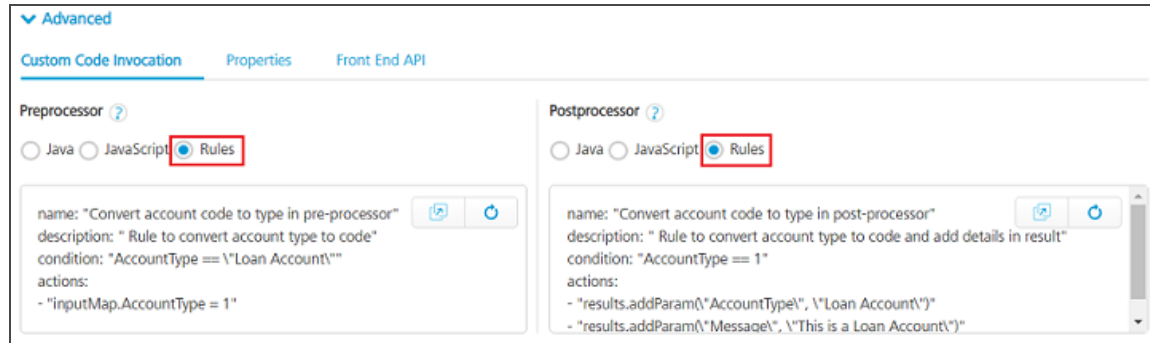 Advanced
Custom Code Invocation Properties Front End API
Preprocessor ?
Java JavaScript Rules
name: "Convert account code to type in pre-processor"
description: " Rule to convert account type to code"
condition: "AccountType == \"Loan Account\""
actions:
- "inputMap.AccountType = 1"
Postprocessor ?
Java JavaScript Rules
name: "Convert account code to type in post-processor"
description: " Rule to convert account type to code and add details in result"
condition: "AccountType == 1"
actions:
- "results.addParam(\"AccountType\", \"Loan Account\")"
- "results.addParam(\"Message\", \"This is a Loan Account\")"